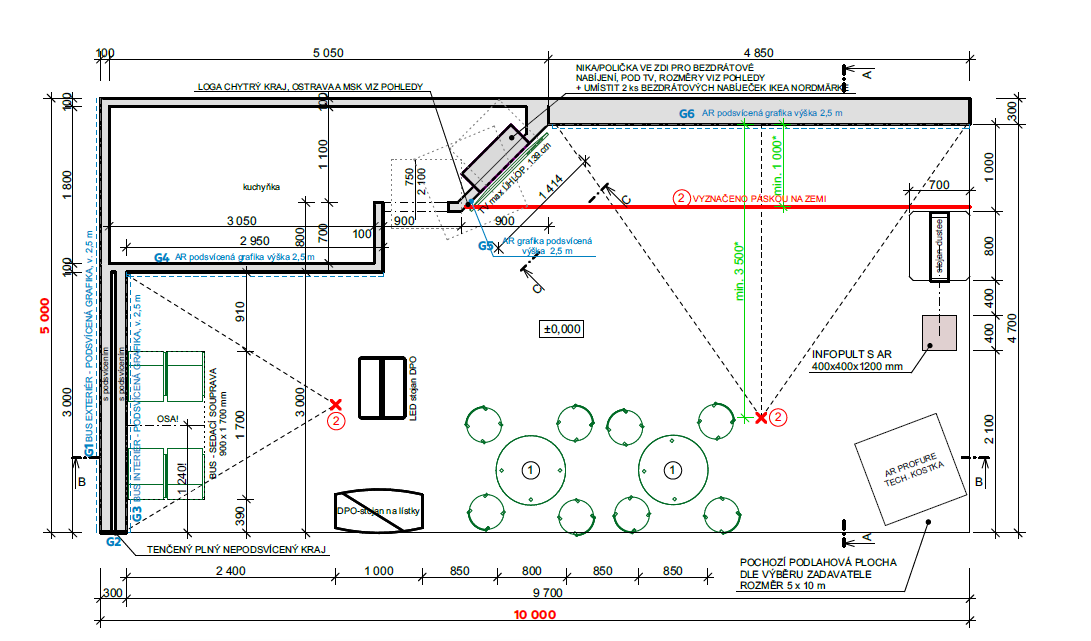 100
5 050
4 850
NIKA/POLIČKA VE ZDI PRO BEZDRÁTOVÉ
NABÍJENÍ, POD TV, ROZMĚRY VIZ POHLEDY
+ UMÍSTIT 2 ks BEZDRÁTOVÝCH NABÍJEČEK IKEA NORDMÄRKE
A
LOGA CHYTRÝ KRAJ, OSTRAVA A MSK VIZ POHLEDY
100
100
300
G6 AR podsvícená grafika výška 2,5 m
1 100
1 800
kuchyňka
750
2 100
TV max ÚHLOP. 139 cm
1 414
C
min. 1 000*
1 000
700
2 VYZNAČENO PÁSKOU NA ZEMI
3 050
900
900
100
700
800
2 950
G4 AR podsvícená grafika výška 2,5 m
G5 AR grafika podsvícená
výška 2,5 m
C
min. 3 500*
stojan dustee
800
400
400
4 700
5 000
400
G1 BUS EXTERIÉR - PODSVÍCENÁ GRAFIKA, v. 2,5 m
G3 BUS INTERIÉR - PODSVÍCENÁ GRAFIKA, v. 2,5 m
s podsvícením
s podsvícením
910
±0,000
INFOPULT S AR
400x400x1200 mm
3 000
1 700
3 000
OSA!
1 240!
BUS - SEDACÍ SOUPRAVA
900 x 1 700 mm
LED stojan DPO
2
2
2 100
1
1
AR PROFURE
TECH. KOSTKA
B
B
390
DPO-stojan na lístky
G2
TENČENÝ PLNÝ NEPODSVÍCENÝ KRAJ
A
POCHOZÍ PODLAHOVÁ PLOCHA
DLE VÝBĚRU ZADAVATELE
ROZMĚR 5 x 10 m
2 400
1 000
850
800
850
850
300
9 700
10 000